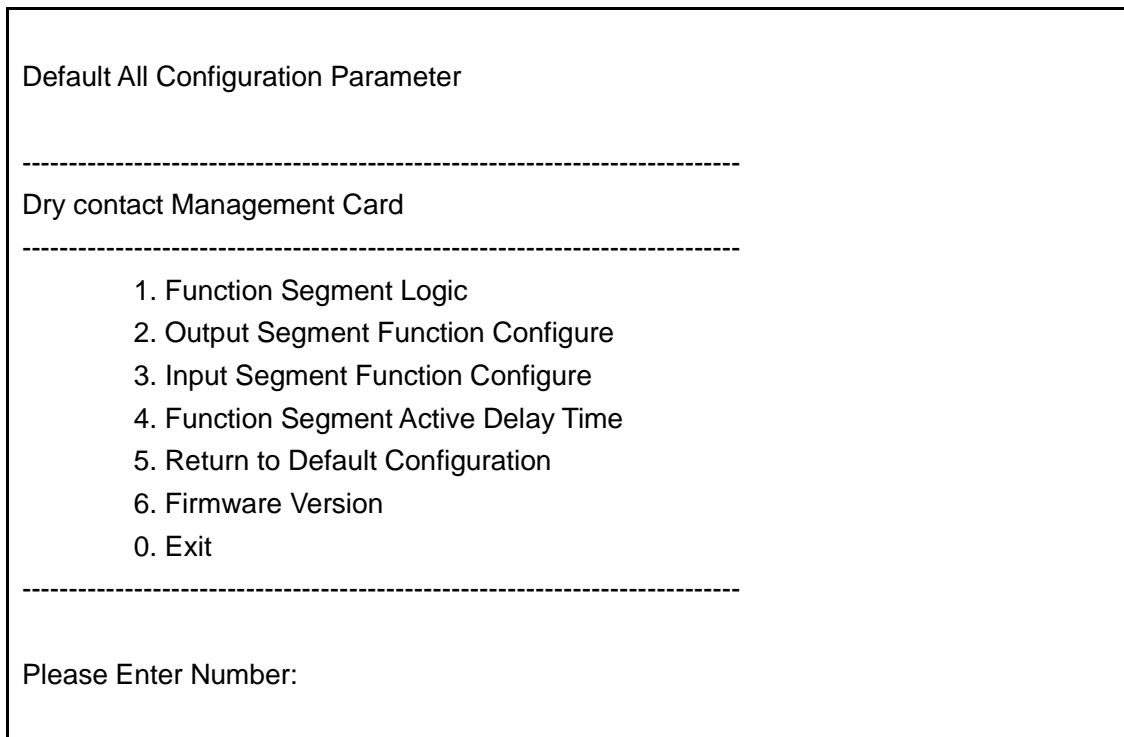 Default All Configuration Parameter
------------------------------------------------------------------------------
Dry contact Management Card
------------------------------------------------------------------------------
1. Function Segment Logic
2. Output Segment Function Configure
3. Input Segment Function Configure
4. Function Segment Active Delay Time
5. Return to Default Configuration
6. Firmware Version
0. Exit
------------------------------------------------------------------------------
Please Enter Number: